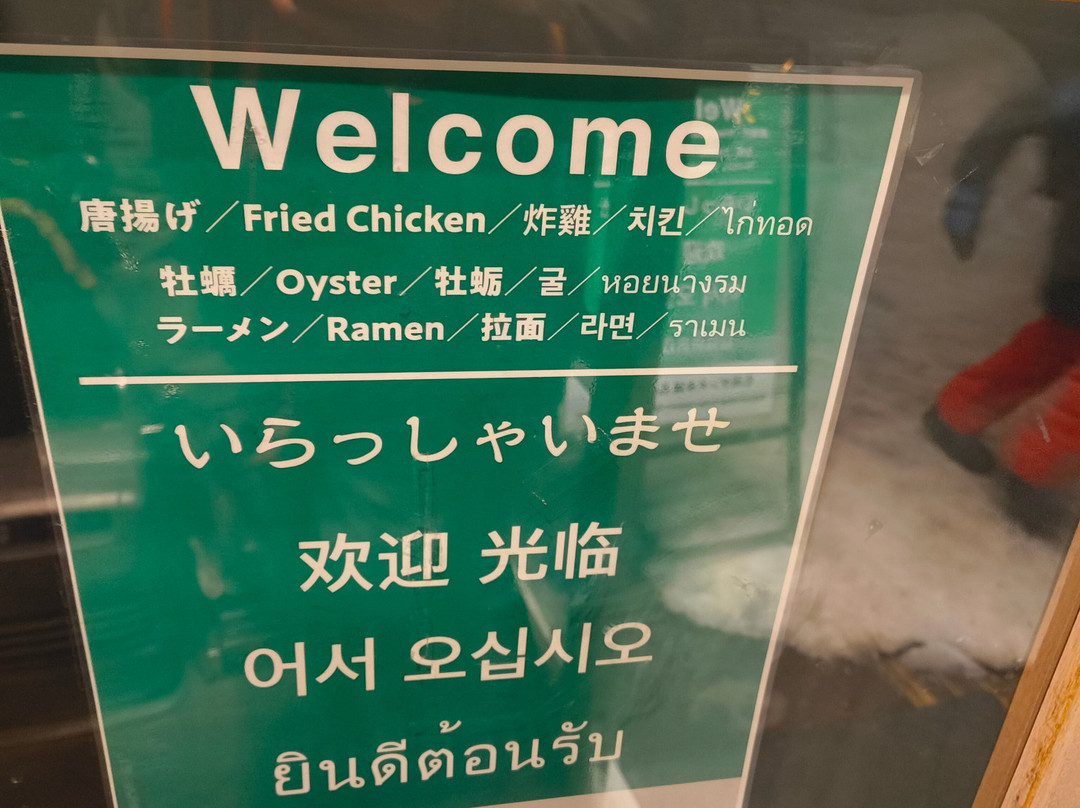 Welcome
唐揚げ／Fried Chicken／炸雞／치킨／ไก่ทอด
牡蠣／Oyster／牡蛎／굴／หอยนางรม
ラーメン／Ramen／拉面／라면／ราเมน
いらっしゃいませ
欢迎 光临
어서 오십시오
ยินดีต้อนรับ